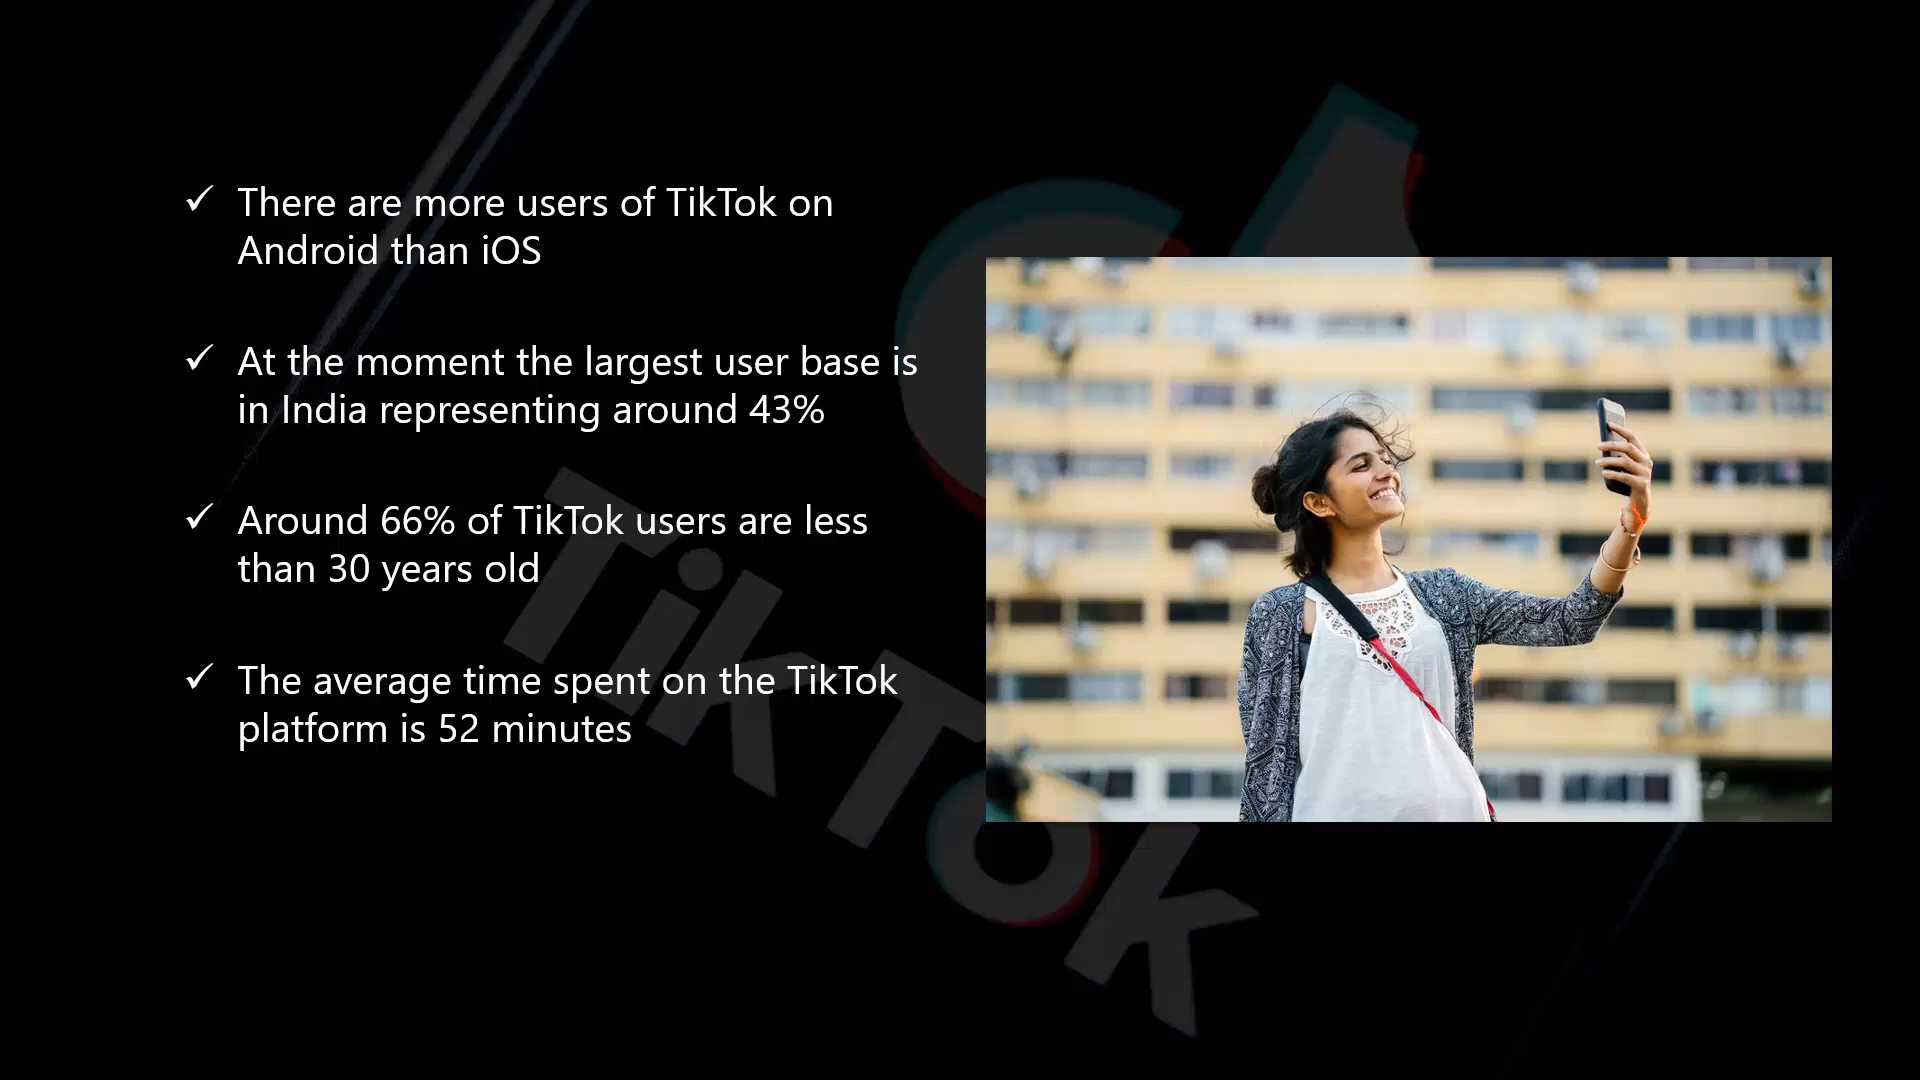 ✓ There are more users of TikTok on
Android than iOS
✓ At the moment the largest user base is
in India representing around 43%
✓ Around 66% of TikTok users are less
than 30 years old
✓ The average time spent on the TikTok
platform is 52 minutes
TikTok